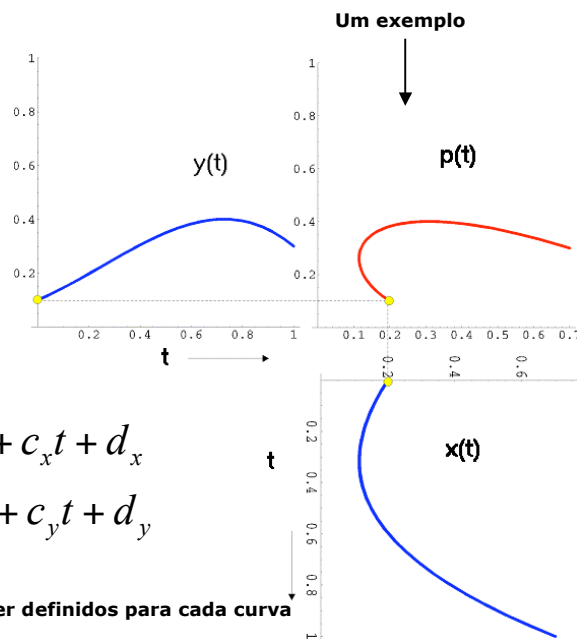 Um exemplo
1
0.8
0.6
0.4
0.2
y(t)
0.2 0.4 0.6 0.8 1
t
1
0.8
0.6
0.4
0.2
p(t)
0.1 0.2 0.3 0.4 0.5 0.6 0.7
0.2 0.4 0.6
0.2
0.4
0.6
0.8
1
x(t)
t
+ c_x t + d_x
+ c_y t + d_y
er definidos para cada curva